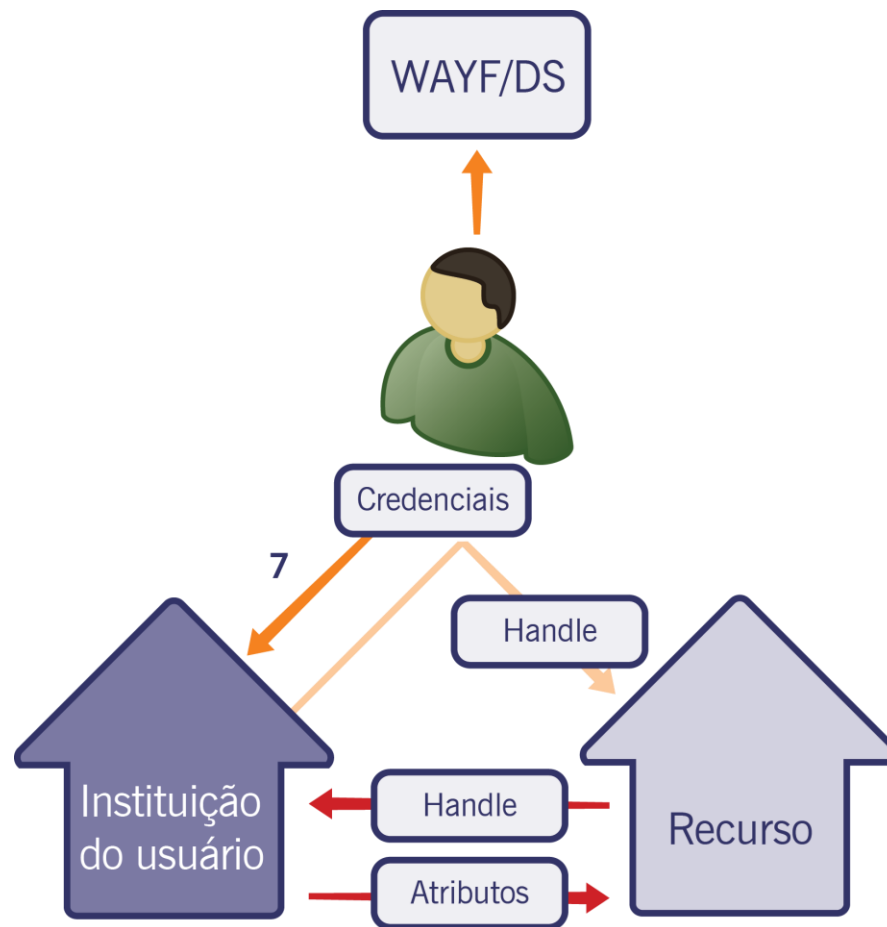 WAYF/DS
Credenciais
7
Handle
Instituição
do usuário
Handle
Recurso
Atributos